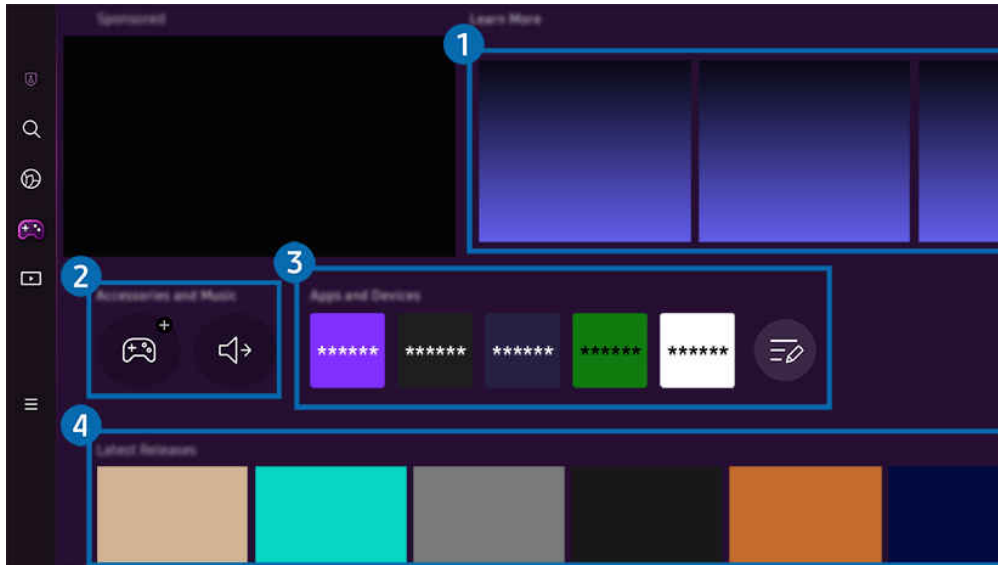 Sponsored
Learn More
1
2
3
Accessories and Music
Apps and Devices
****** ****** ****** ****** ******
4
Latest Releases